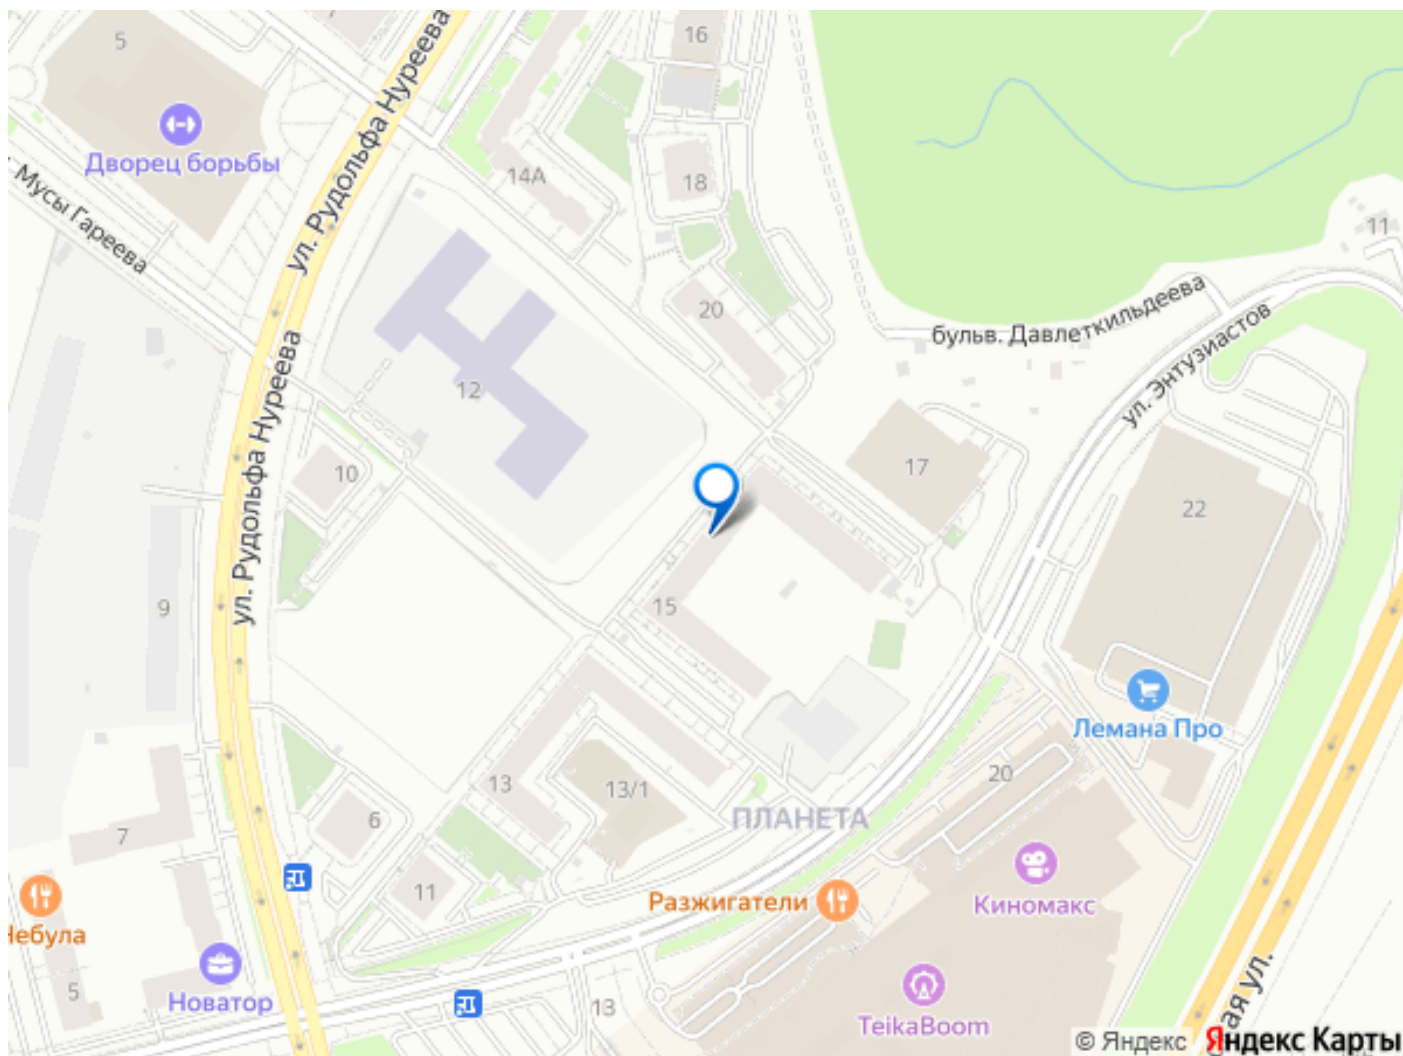 5
16
ул. Рудольфа Нуреева
Дворец борьбы
14А
18
Мусы Гареева
11
20
бульв. Давлеткильдеева
ул. Энтузиастов
12
ул. Рудольфа Нуреева
10
17
22
9
15
Лемана Про
20
13
13/1
ПЛАНЕТА
6
7
11
Разжигатели
Киномакс
Небула
Новатор
5
13
TeikaBoom
ая ул.
© Яндекс Яндекс Карты